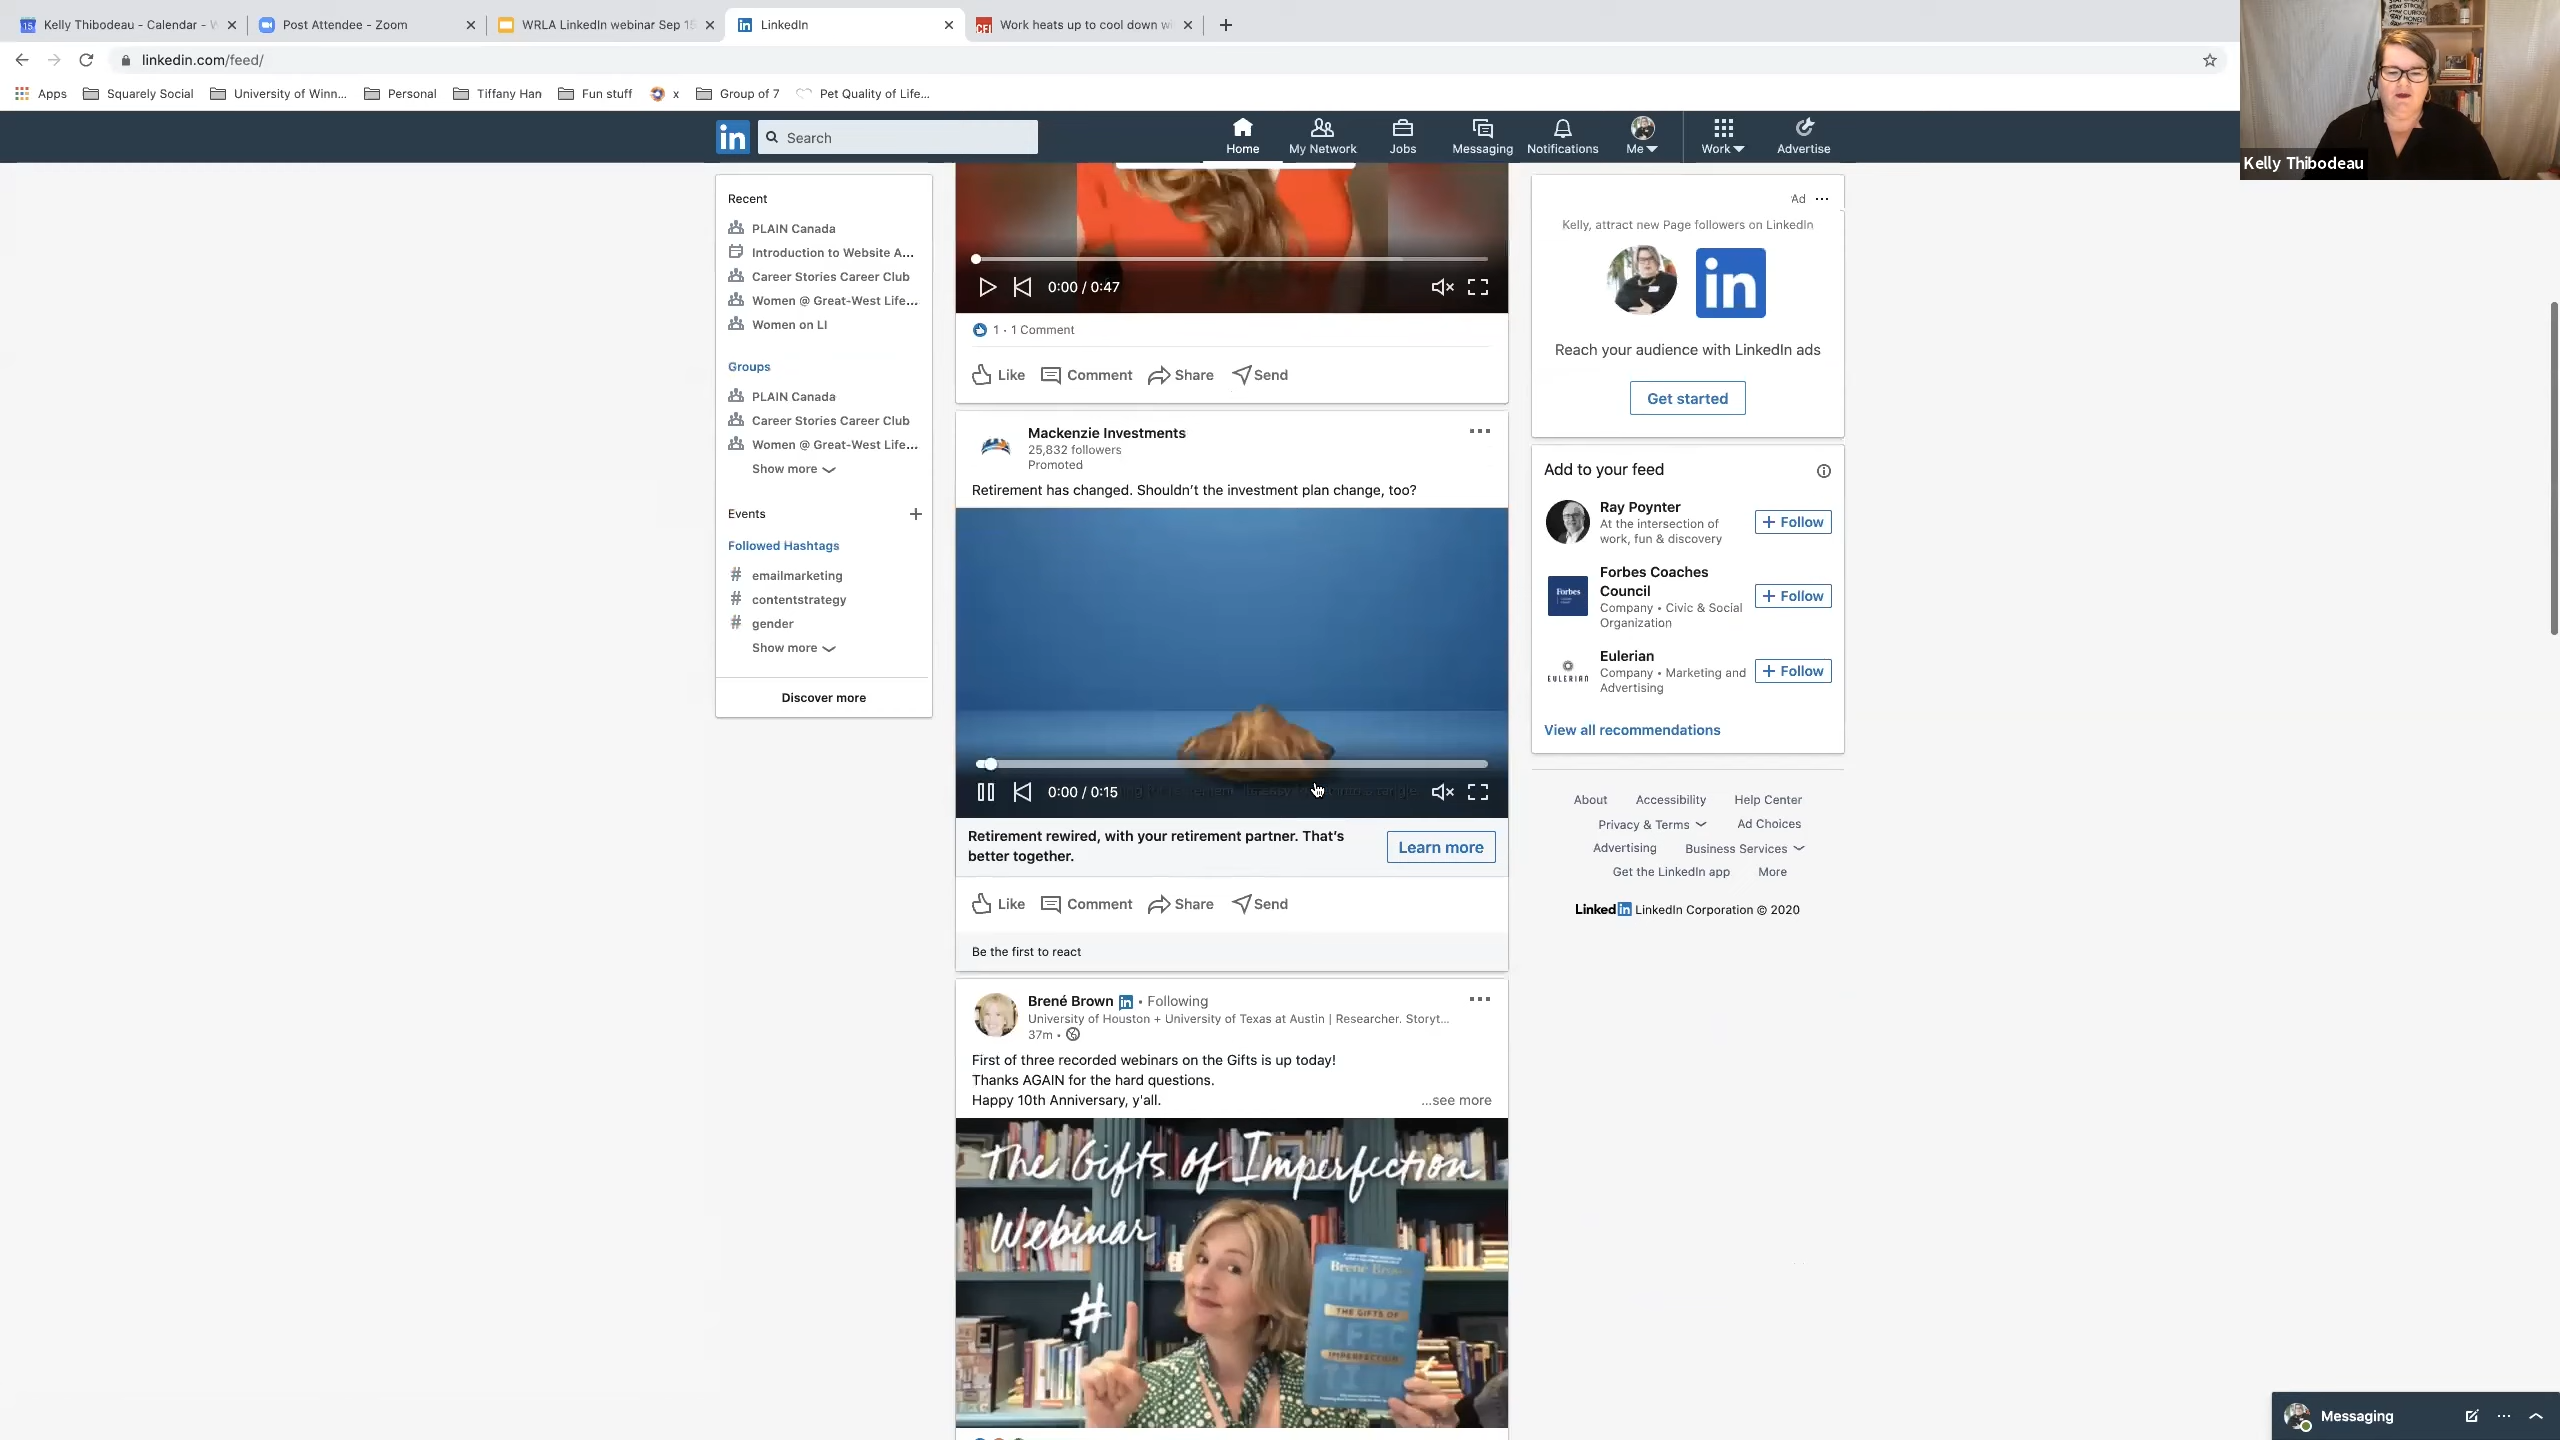 Kelly Thibodeau - Calendar - W
Post Attendee - Zoom
WRLA LinkedIn webinar Sep 15
LinkedIn
Work heats up to cool down wi
linkedin.com/feed/
Apps
Squarely Social
University of Winn...
Personal
Tiffany Han
Fun stuff
x
Group of 7
Pet Quality of Life...
Kelly Thibodeau
in
Search
Home
My Network
Jobs
Messaging
Notifications
Me
Work
Advertise
Recent
PLAIN Canada
Introduction to Website A...
Career Stories Career Club
Women @ Great-West Life...
Women on LI
Groups
PLAIN Canada
Career Stories Career Club
Women @ Great-West Life...
Show more
Events
Followed Hashtags
# emailmarketing
# contentstrategy
# gender
Show more
Discover more
0:00 / 0:47
1 · 1 Comment
Like Comment Share Send
Mackenzie Investments
25,832 followers
Promoted
Retirement has changed. Shouldn't the investment plan change, too?
0:00 / 0:15
Retirement rewired, with your retirement partner. That's
better together.
Learn more
Like Comment Share Send
Be the first to react
Brené Brown in • Following
University of Houston + University of Texas at Austin | Researcher. Storyt...
37m •
First of three recorded webinars on the Gifts is up today!
Thanks AGAIN for the hard questions.
Happy 10th Anniversary, y'all.
...see more
The Gifts of Imperfection
Webinar
#
Brené Brown
THE GIFTS OF
IMPERFECTION
Ad
Kelly, attract new Page followers on LinkedIn
in
Reach your audience with LinkedIn ads
Get started
Add to your feed
Ray Poynter
At the intersection of
work, fun & discovery
+ Follow
Forbes
Forbes Coaches
Council
Company • Civic & Social
Organization
+ Follow
EULERIAN
Eulerian
Company • Marketing and
Advertising
+ Follow
View all recommendations
About Accessibility Help Center
Privacy & Terms Ad Choices
Advertising Business Services
Get the LinkedIn app More
LinkedIn LinkedIn Corporation © 2020
Messaging